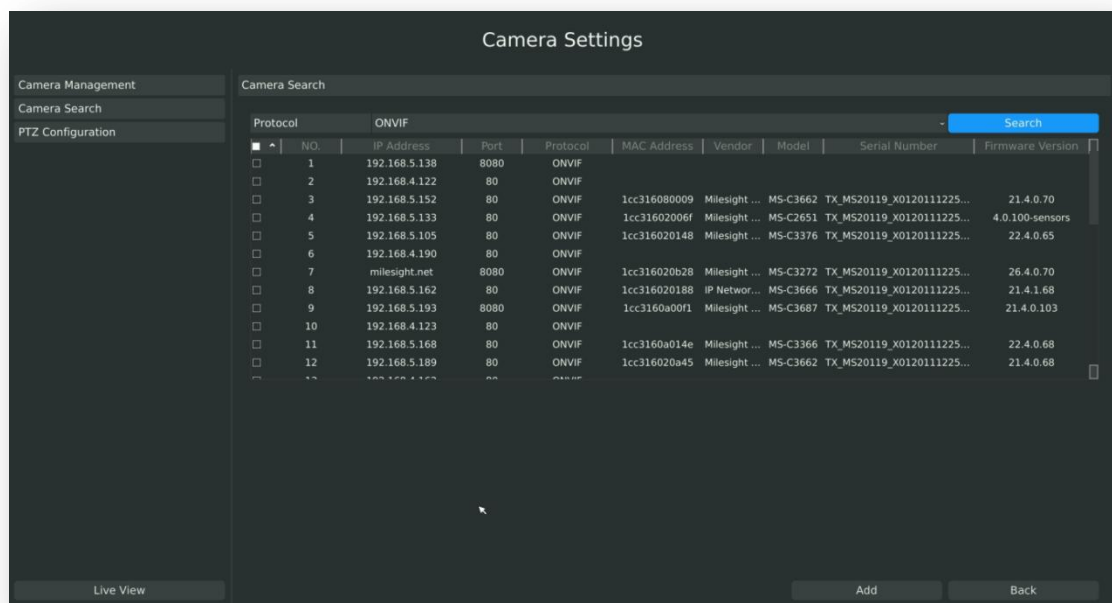 Camera Settings
Camera Management
Camera Search
PTZ Configuration
Camera Search
Protocol ONVIF - Search
NO. IP Address Port Protocol MAC Address Vendor Model Serial Number Firmware Version
1 192.168.5.138 8080 ONVIF
2 192.168.4.122 80 ONVIF
3 192.168.5.152 80 ONVIF 1cc316080009 Milesight ... MS-C3662 TX_MS20119_X0120111225... 21.4.0.70
4 192.168.5.133 80 ONVIF 1cc31602006f Milesight ... MS-C2651 TX_MS20119_X0120111225... 4.0.100-sensors
5 192.168.5.105 80 ONVIF 1cc316020148 Milesight ... MS-C3376 TX_MS20119_X0120111225... 22.4.0.65
6 192.168.4.190 80 ONVIF
7 milesight.net 8080 ONVIF 1cc316020b28 Milesight ... MS-C3272 TX_MS20119_X0120111225... 26.4.0.70
8 192.168.5.162 80 ONVIF 1cc316020188 IP Networ... MS-C3666 TX_MS20119_X0120111225... 21.4.1.68
9 192.168.5.193 8080 ONVIF 1cc3160a00f1 Milesight ... MS-C3687 TX_MS20119_X0120111225... 21.4.0.103
10 192.168.4.123 80 ONVIF
11 192.168.5.168 80 ONVIF 1cc3160a014e Milesight ... MS-C3366 TX_MS20119_X0120111225... 22.4.0.68
12 192.168.5.189 80 ONVIF 1cc316020a45 Milesight ... MS-C3662 TX_MS20119_X0120111225... 21.4.0.68
Live View Add Back